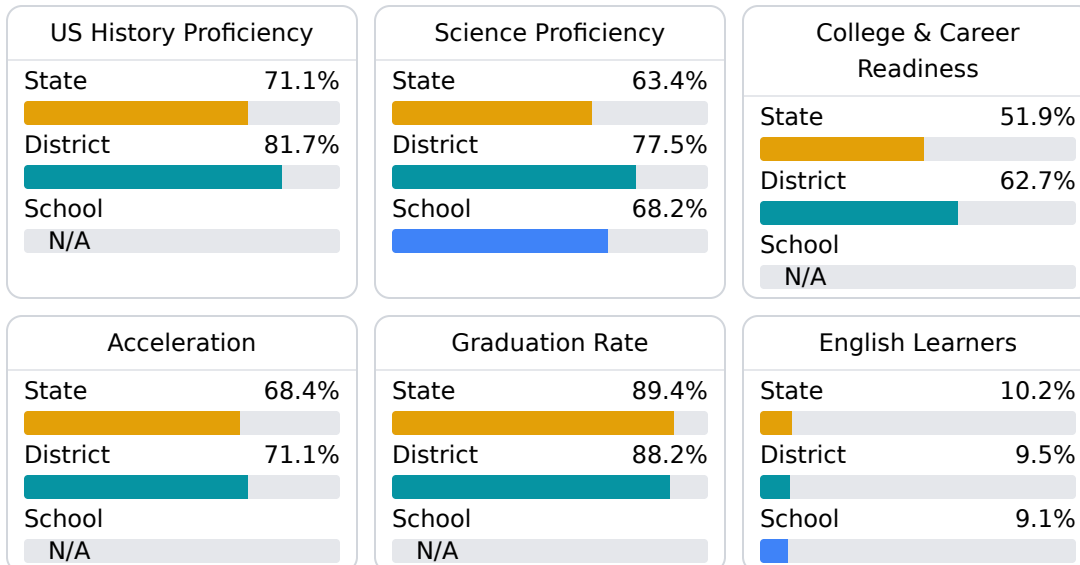 US History Proficiency
State 71.1%
District 81.7%
School
N/A
Science Proficiency
State 63.4%
District 77.5%
School 68.2%
College & Career
Readiness
State 51.9%
District 62.7%
School
N/A
Acceleration
State 68.4%
District 71.1%
School
N/A
Graduation Rate
State 89.4%
District 88.2%
School
N/A
English Learners
State 10.2%
District 9.5%
School 9.1%